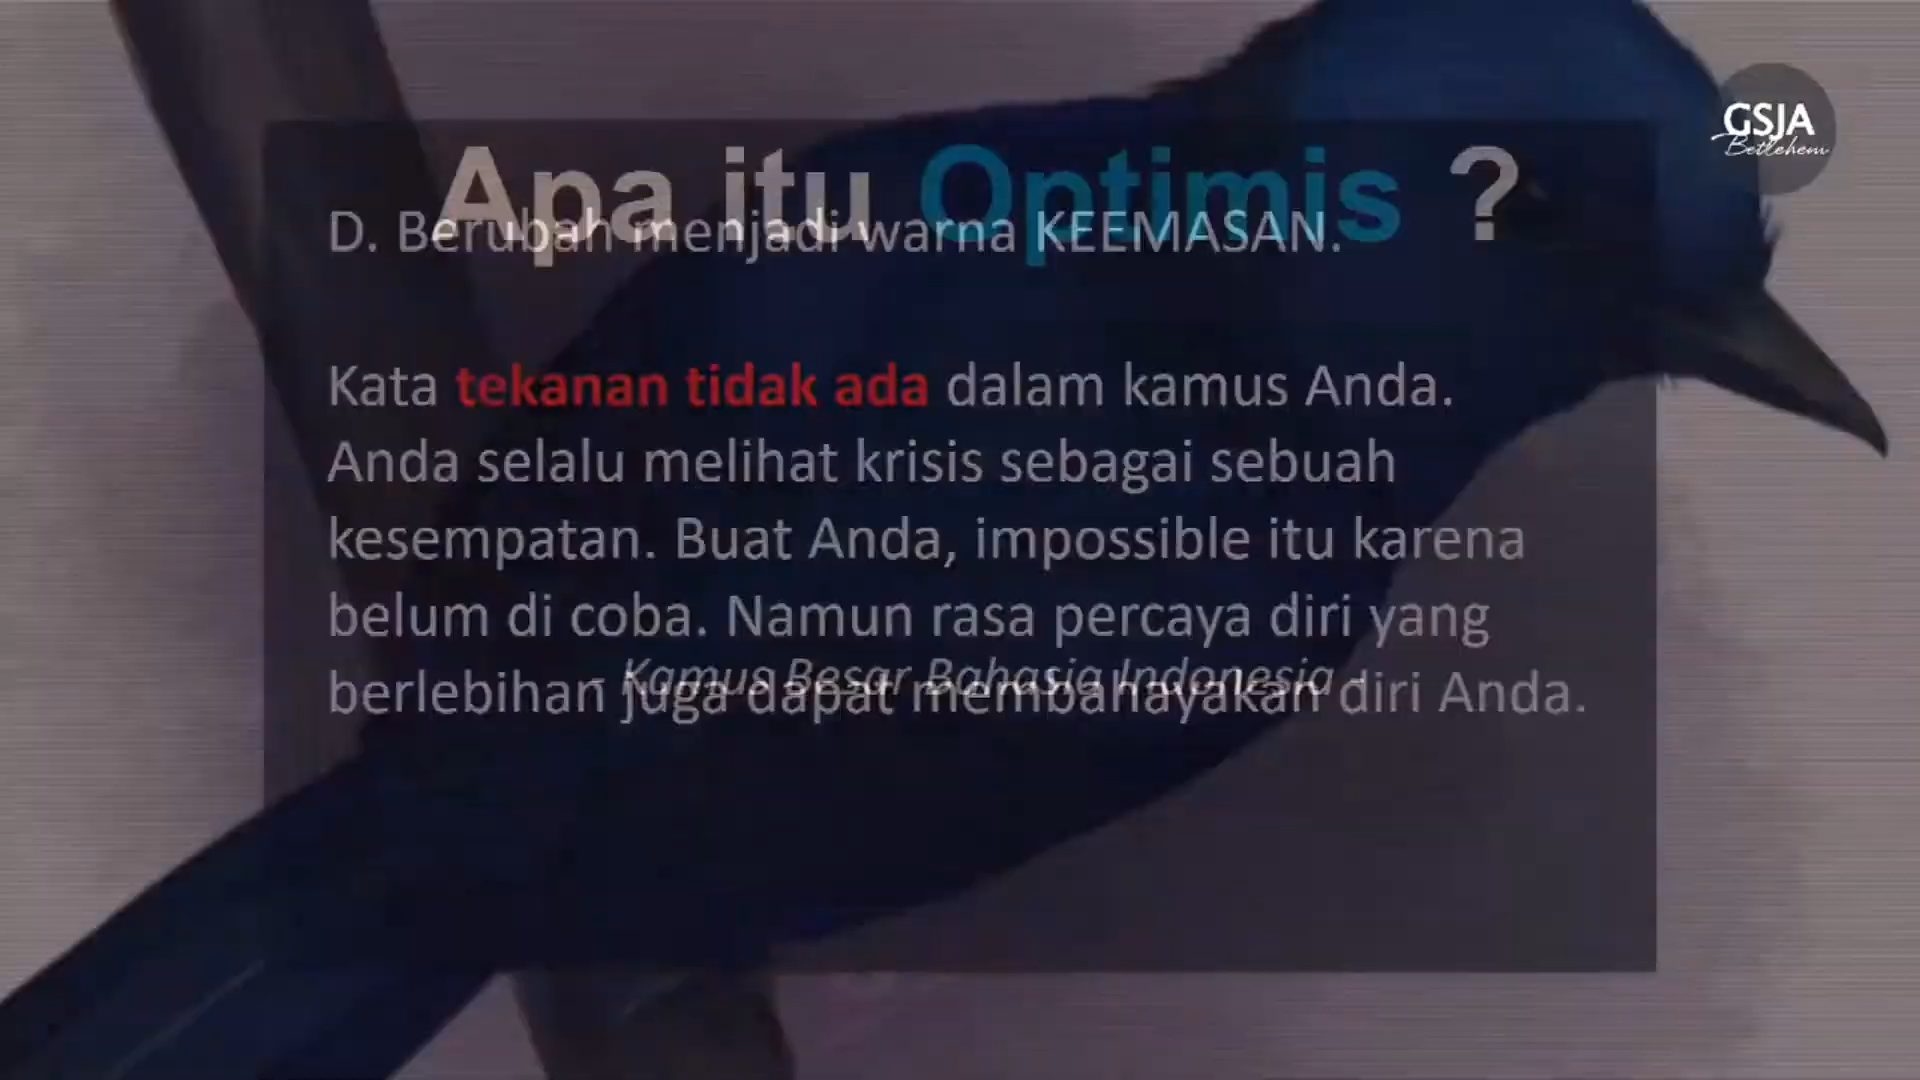 GSJA
Betlehem
Apa itu Optimis ?
D. Berubah menjadi warna KEEMASAN.
Kata tekanan tidak ada dalam kamus Anda.
Anda selalu melihat krisis sebagai sebuah
kesempatan. Buat Anda, impossible itu karena
belum di coba. Namun rasa percaya diri yang
berlebihan juga dapat membahayakan diri Anda.
- Kamus Besar Bahasia Indonesia -